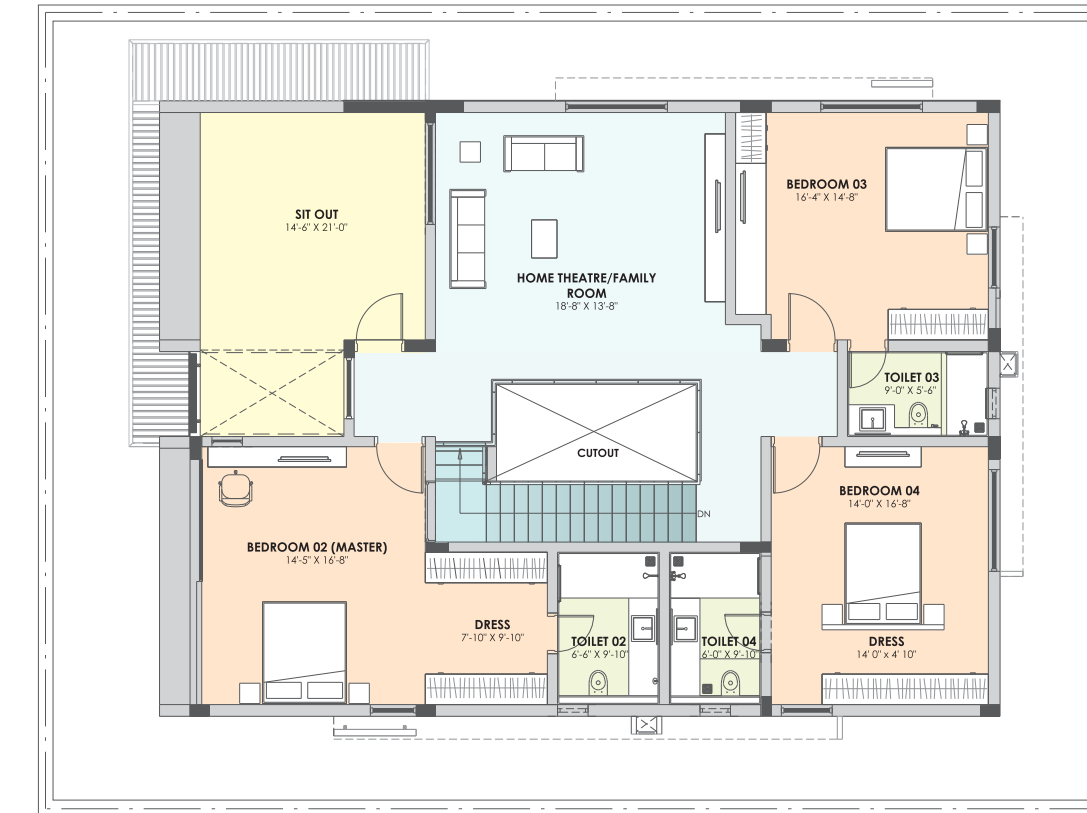 SIT OUT
14'-6" X 21'-0"
HOME THEATRE/FAMILY
ROOM
18'-8" X 13'-8"
BEDROOM 03
16'-4" X 14'-8"
TOILET 03
9'-0" X 5'-6"
CUTOUT
DN
BEDROOM 04
14'-0" X 16'-8"
BEDROOM 02 (MASTER)
14'-5" X 16'-8"
DRESS
7'-10" X 9'-10"
TOILET 02
6'-6" X 9'-10"
TOILET 04
6'-0" X 9'-10
DRESS
14' 0" x 4' 10"